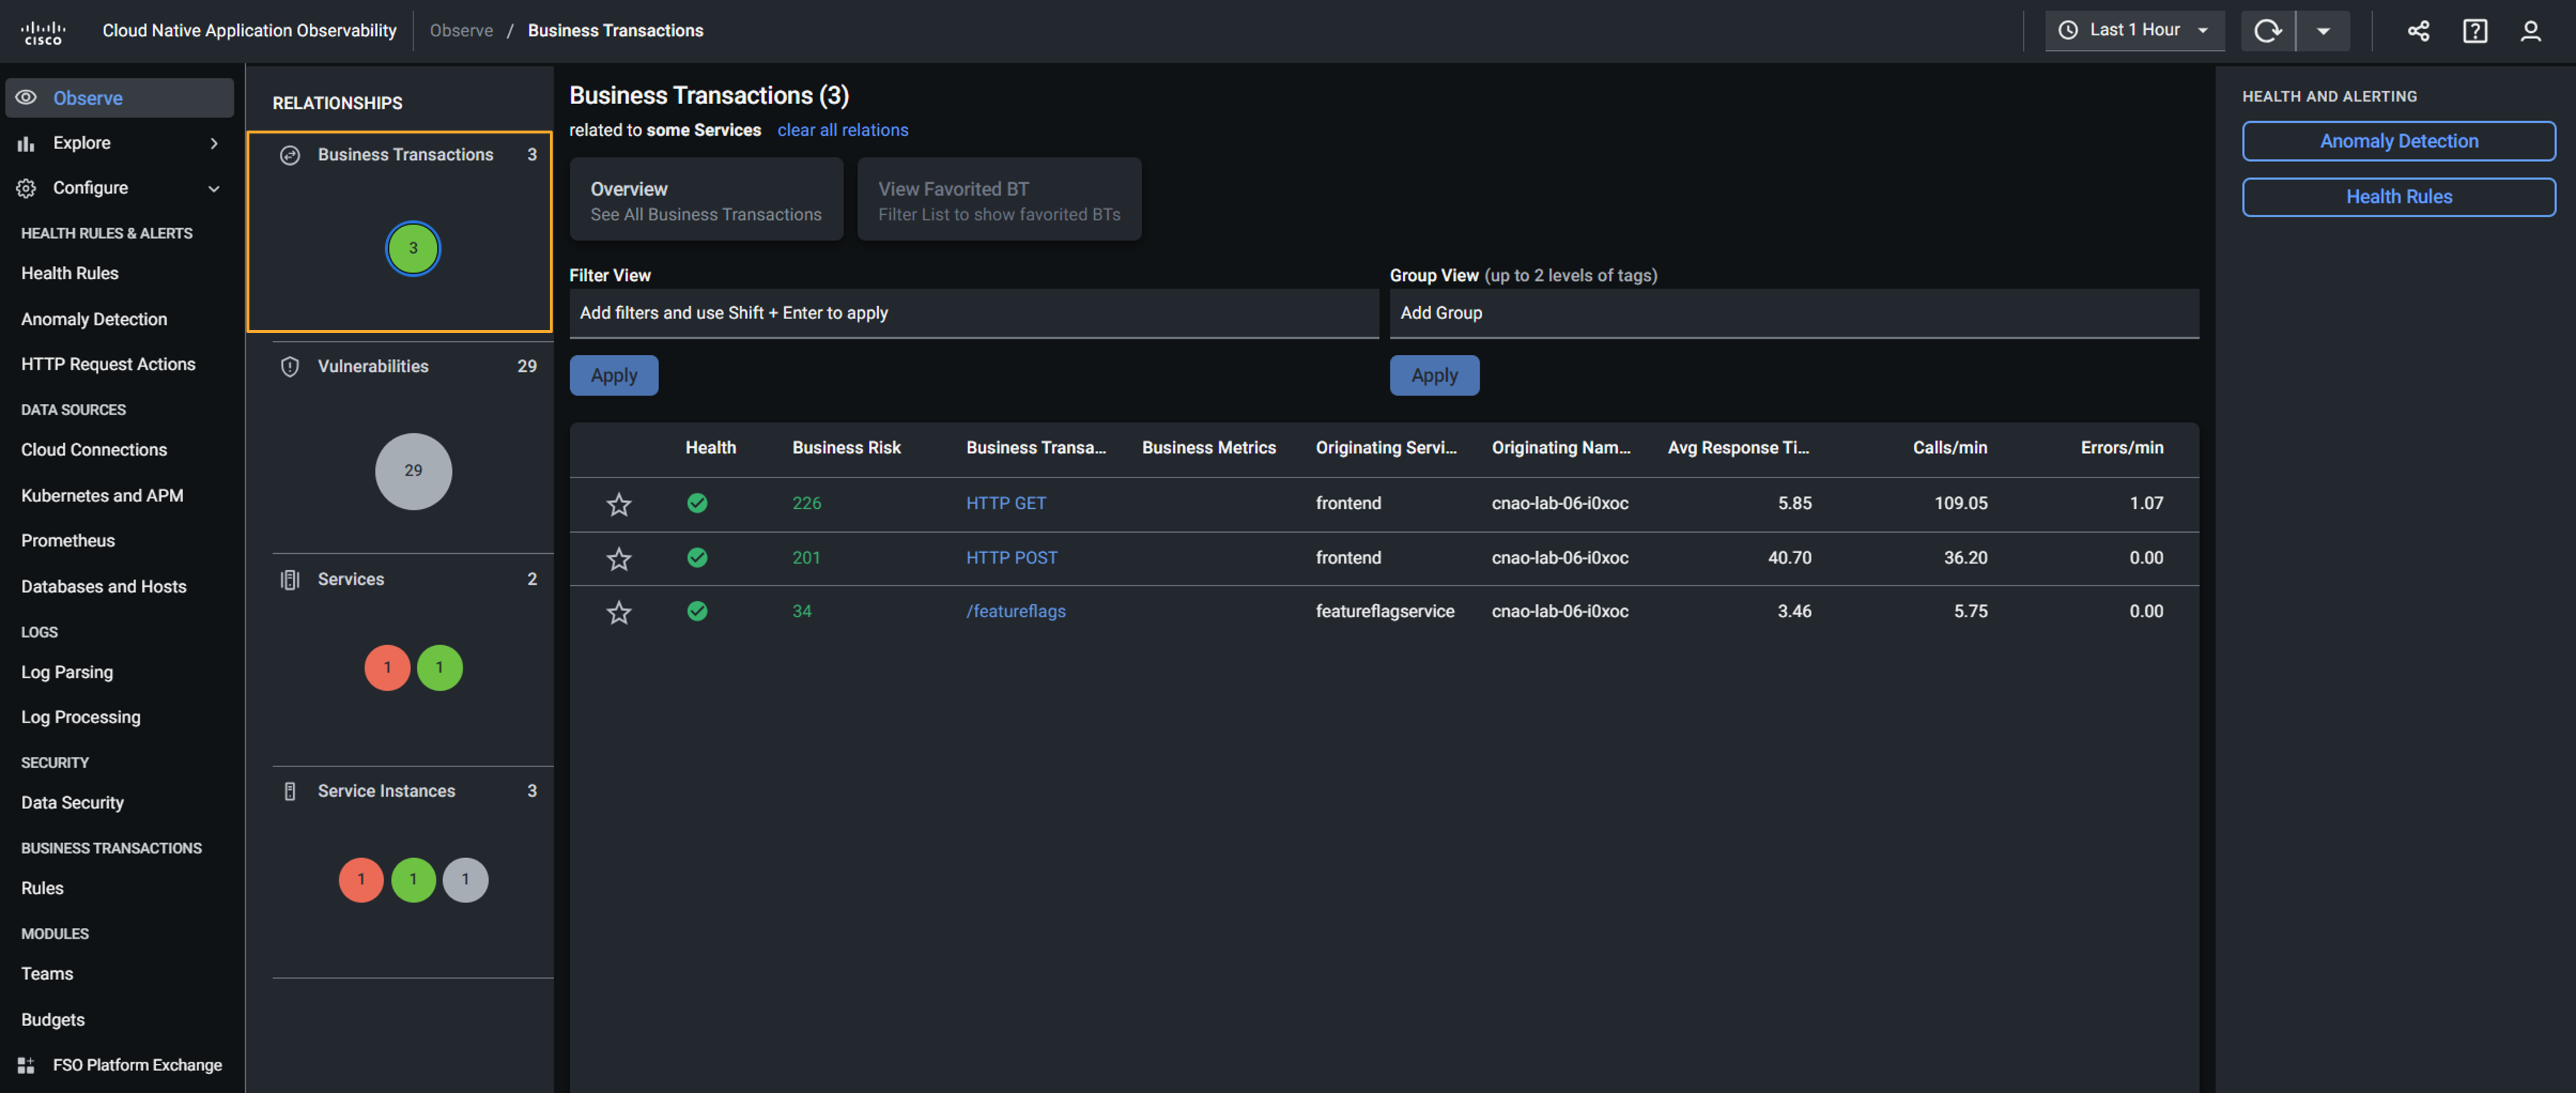 cisco
Cloud Native Application Observability
Observe / Business Transactions
Last 1 Hour
Observe
Explore
Configure
HEALTH RULES & ALERTS
Health Rules
Anomaly Detection
HTTP Request Actions
DATA SOURCES
Cloud Connections
Kubernetes and APM
Prometheus
Databases and Hosts
LOGS
Log Parsing
Log Processing
SECURITY
Data Security
BUSINESS TRANSACTIONS
Rules
MODULES
Teams
Budgets
FSO Platform Exchange
RELATIONSHIPS
Business Transactions 3
3
Vulnerabilities 29
29
Services 2
1 1
Service Instances 3
1 1 1
Business Transactions (3)
related to some Services clear all relations
Overview
See All Business Transactions
View Favorited BT
Filter List to show favorited BTs
Filter View
Add filters and use Shift + Enter to apply
Apply
Group View (up to 2 levels of tags)
Add Group
Apply
Health Business Risk Business Transa... Business Metrics Originating Servi... Originating Nam... Avg Response Ti... Calls/min Errors/min
226 HTTP GET frontend cnao-lab-06-i0xoc 5.85 109.05 1.07
201 HTTP POST frontend cnao-lab-06-i0xoc 40.70 36.20 0.00
34 /featureflags featureflagservice cnao-lab-06-i0xoc 3.46 5.75 0.00
HEALTH AND ALERTING
Anomaly Detection
Health Rules